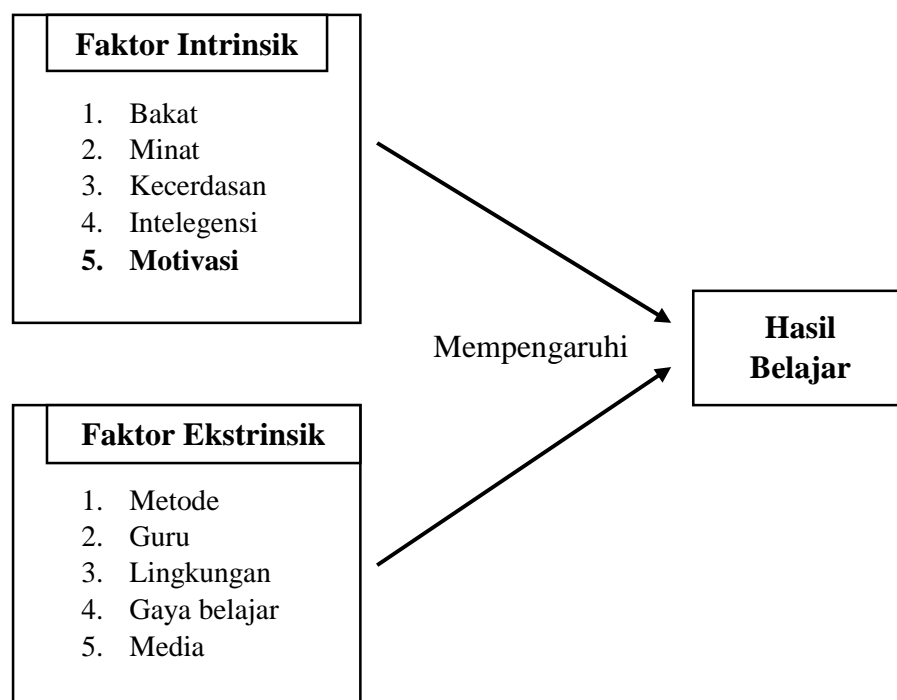 Faktor Intrinsik
1. Bakat
2. Minat
3. Kecerdasan
4. Intelegensi
5. Motivasi
Mempengaruhi
Hasil
Belajar
Faktor Ekstrinsik
1. Metode
2. Guru
3. Lingkungan
4. Gaya belajar
5. Media